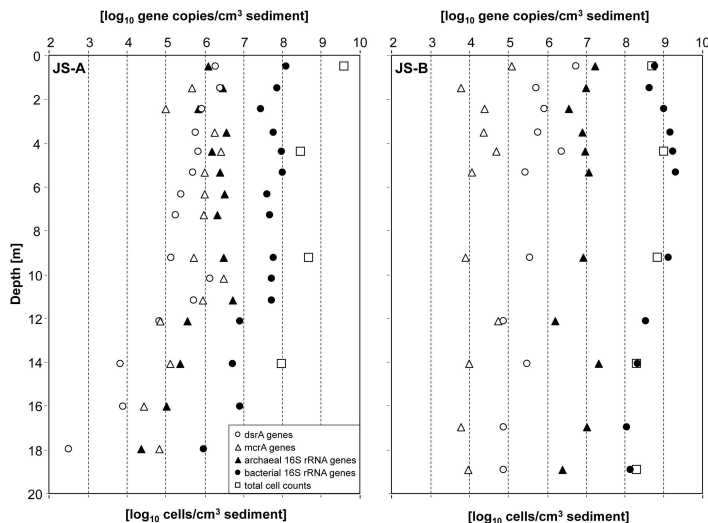 [log₁₀ gene copies/cm³ sediment] [log₁₀ gene copies/cm³ sediment]
2 3 4 5 6 7 8 9 10 2 3 4 5 6 7 8 9 10
0 JS-A JS-B
2
4
6
8
Depth [m]
10
12
14
16
18
20
dsrA genes
mcrA genes
archaeal 16S rRNA genes
bacterial 16S rRNA genes
total cell counts
[log₁₀ cells/cm³ sediment] [log₁₀ cells/cm³ sediment]